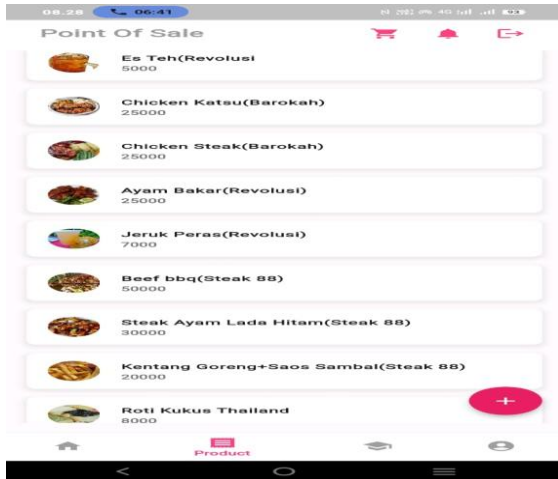 08.28 06:41
Point Of Sale
Es Teh(Revolusi
5000
Chicken Katsu(Barokah)
25000
Chicken Steak(Barokah)
25000
Ayam Bakar(Revolusi)
25000
Jeruk Peras(Revolusi)
7000
Beef bbq(Steak 88)
50000
Steak Ayam Lada Hitam(Steak 88)
30000
Kentang Goreng+Saos Sambal(Steak 88)
20000
Roti Kukus Thailand
8000
Product